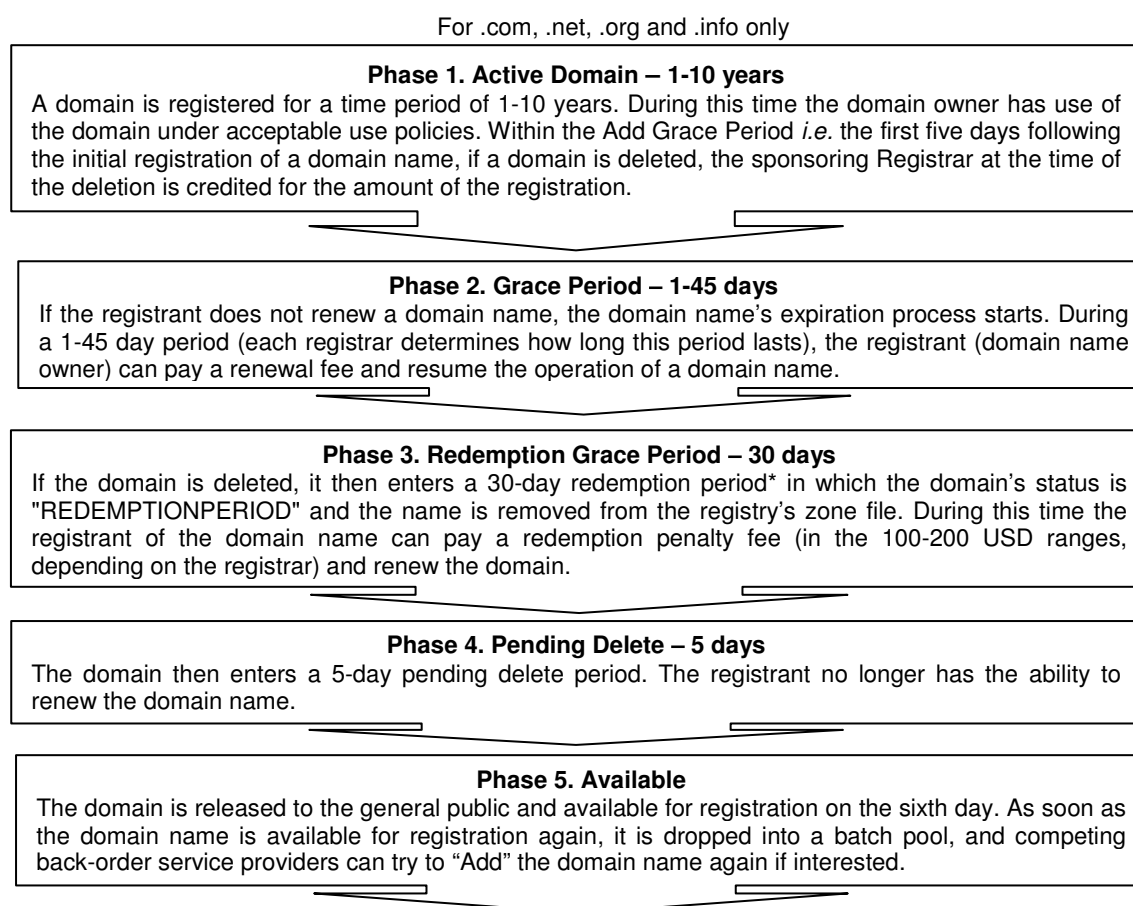 For .com, .net, .org and .info only
Phase 1. Active Domain – 1-10 years
A domain is registered for a time period of 1-10 years. During this time the domain owner has use of
the domain under acceptable use policies. Within the Add Grace Period i.e. the first five days following
the initial registration of a domain name, if a domain is deleted, the sponsoring Registrar at the time of
the deletion is credited for the amount of the registration.
Phase 2. Grace Period – 1-45 days
If the registrant does not renew a domain name, the domain name’s expiration process starts. During
a 1-45 day period (each registrar determines how long this period lasts), the registrant (domain name
owner) can pay a renewal fee and resume the operation of a domain name.
Phase 3. Redemption Grace Period – 30 days
If the domain is deleted, it then enters a 30-day redemption period* in which the domain’s status is
"REDEMPTIONPERIOD" and the name is removed from the registry’s zone file. During this time the
registrant of the domain name can pay a redemption penalty fee (in the 100-200 USD ranges,
depending on the registrar) and renew the domain.
Phase 4. Pending Delete – 5 days
The domain then enters a 5-day pending delete period. The registrant no longer has the ability to
renew the domain name.
Phase 5. Available
The domain is released to the general public and available for registration on the sixth day. As soon as
the domain name is available for registration again, it is dropped into a batch pool, and competing
back-order service providers can try to “Add” the domain name again if interested.